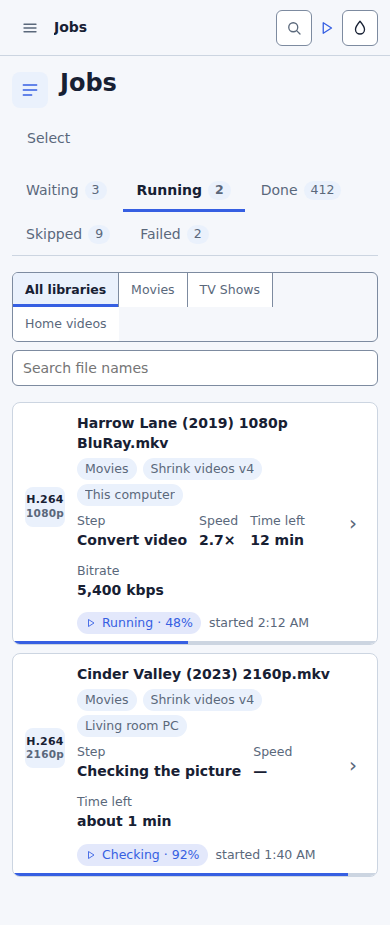 Jobs
Jobs
Select
Waiting 3 Running 2 Done 412
Skipped 9 Failed 2
All libraries Movies TV Shows
Home videos
Search file names
Harrow Lane (2019) 1080p
BluRay.mkv
Movies Shrink videos v4
This computer
H.264
1080p
Step Speed Time left
Convert video 2.7× 12 min
Bitrate
5,400 kbps
Running · 48% started 2:12 AM
Cinder Valley (2023) 2160p.mkv
Movies Shrink videos v4
Living room PC
H.264
2160p
Step Speed
Checking the picture —
Time left
about 1 min
Checking · 92% started 1:40 AM